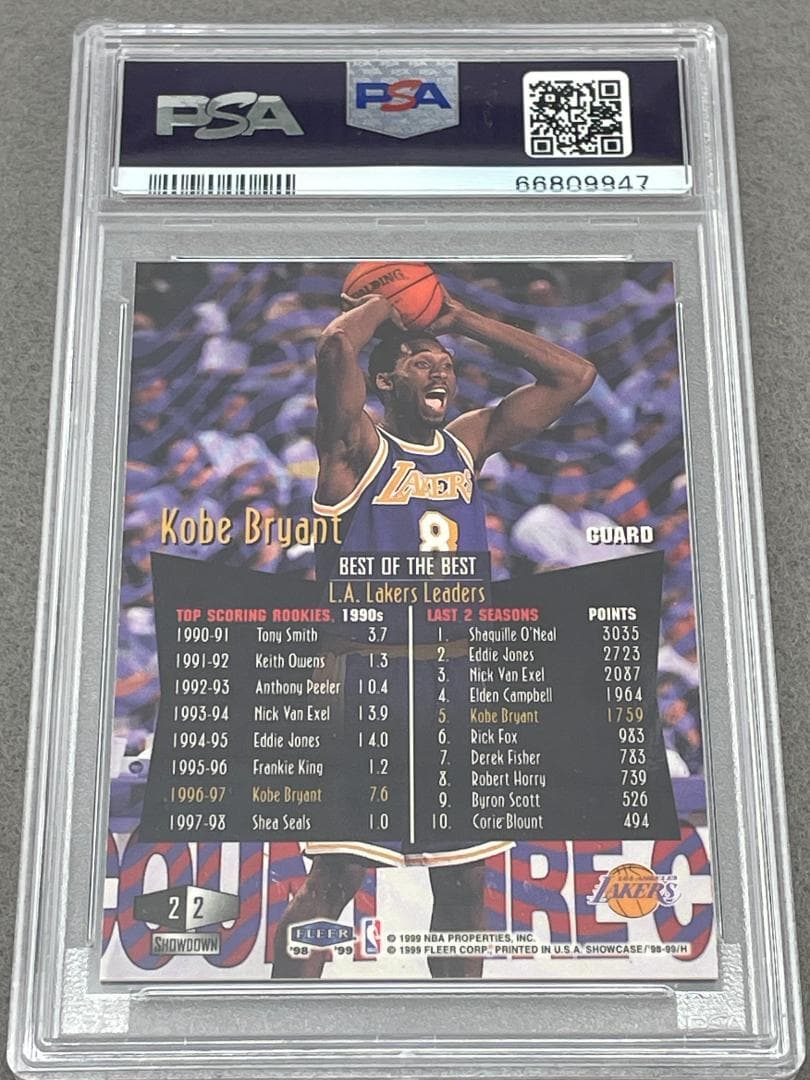 PSA
PSA
66809947
SPALDING
LAKERS
8
Kobe Bryant
GUARD
BEST OF THE BEST
L.A. Lakers Leaders
TOP SCORING ROOKIES, 1990s
1990-91 Tony Smith 3.7
1991-92 Keith Owens 1.3
1992-93 Anthony Peeler 10.4
1993-94 Nick Van Exel 13.9
1994-95 Eddie Jones 14.0
1995-96 Frankie King 1.2
1996-97 Kobe Bryant 7.6
1997-98 Shea Seals 1.0
LAST 2 SEASONS POINTS
1. Shaquille O'Neal 3035
2. Eddie Jones 2723
3. Nick Van Exel 2087
4. Elden Campbell 1964
5. Kobe Bryant 1759
6. Rick Fox 983
7. Derek Fisher 783
8. Robert Horry 739
9. Byron Scott 526
10. Corie Blount 494
LOS ANGELES
LAKERS
2 2
SHOWDOWN
FLEER
'98 '99
© 1999 NBA PROPERTIES, INC.
© 1999 FLEER CORP., PRINTED IN U.S.A. SHOWCASE/'98-99/H